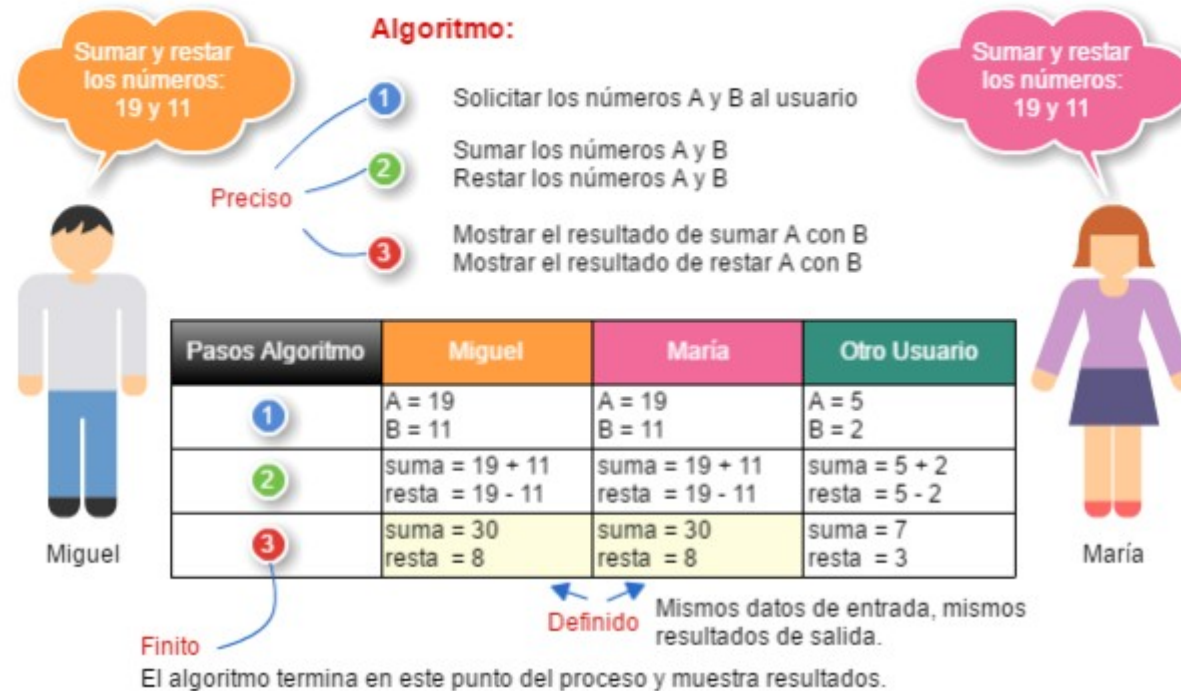 Sumar y restar
los números:
19 y 11
Algoritmo:
Sumar y restar
los números:
19 y 11
1 Solicitar los números A y B al usuario
2 Sumar los números A y B
Restar los números A y B
Preciso
3 Mostrar el resultado de sumar A con B
Mostrar el resultado de restar A con B
Pasos Algoritmo Miguel María Otro Usuario
1 A = 19 A = 19 A = 5
B = 11 B = 11 B = 2
2 suma = 19 + 11 suma = 19 + 11 suma = 5 + 2
resta = 19 - 11 resta = 19 - 11 resta = 5 - 2
3 suma = 30 suma = 30 suma = 7
resta = 8 resta = 8 resta = 3
Miguel
María
Definido Mismos datos de entrada, mismos
resultados de salida.
Finito
El algoritmo termina en este punto del proceso y muestra resultados.